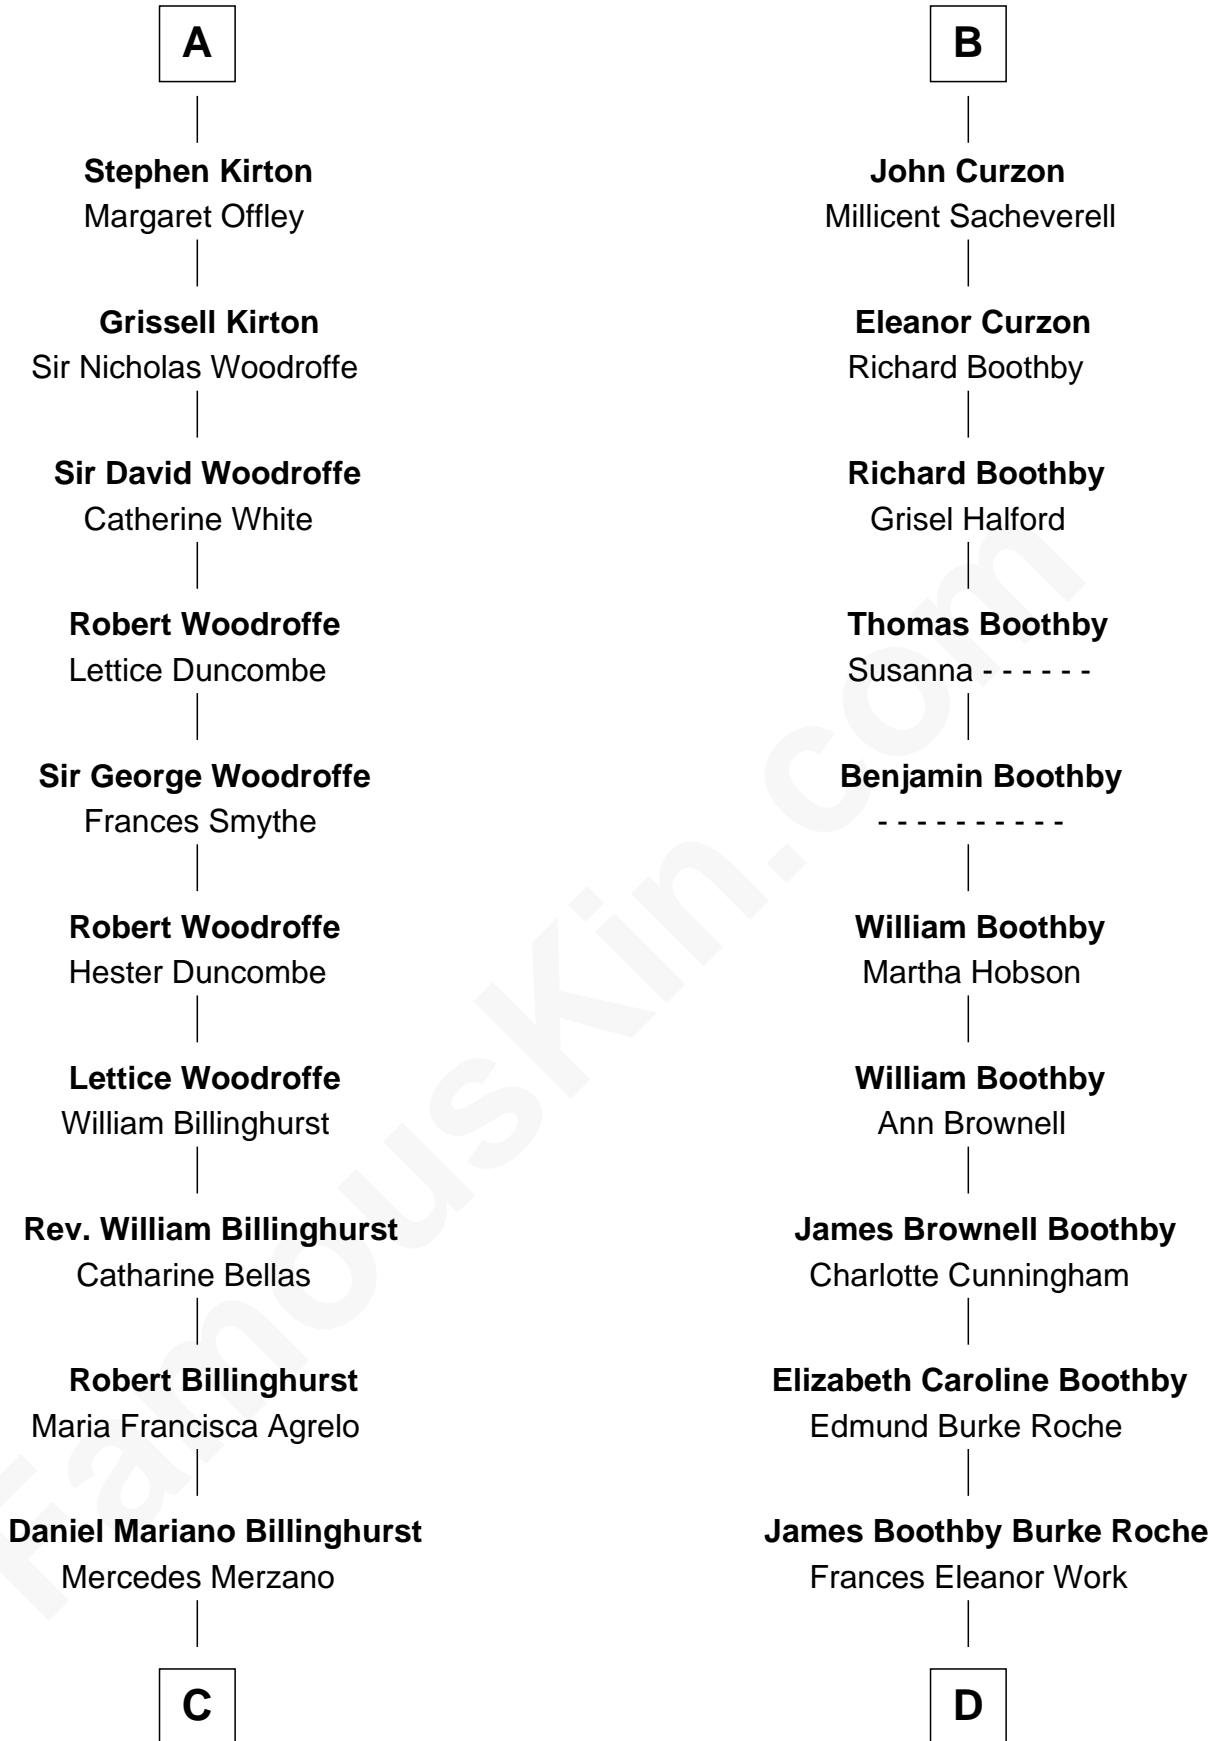 A
Stephen Kirton
Margaret Offley
Grissell Kirton
Sir Nicholas Woodroffe
Sir David Woodroffe
Catherine White
Robert Woodroffe
Lettice Duncombe
Sir George Woodroffe
Frances Smythe
Robert Woodroffe
Hester Duncombe
Lettice Woodroffe
William Billinghurst
Rev. William Billinghurst
Catharine Bellas
Robert Billinghurst
Maria Francisca Agrelo
Daniel Mariano Billinghurst
Mercedes Merzano
C
B
John Curzon
Millicent Sacheverell
Eleanor Curzon
Richard Boothby
Richard Boothby
Grisel Halford
Thomas Boothby
Susanna - - - - - -
Benjamin Boothby
- - - - - - - - - -
William Boothby
Martha Hobson
William Boothby
Ann Brownell
James Brownell Boothby
Charlotte Cunningham
Elizabeth Caroline Boothby
Edmund Burke Roche
James Boothby Burke Roche
Frances Eleanor Work
D
FamousKin.com